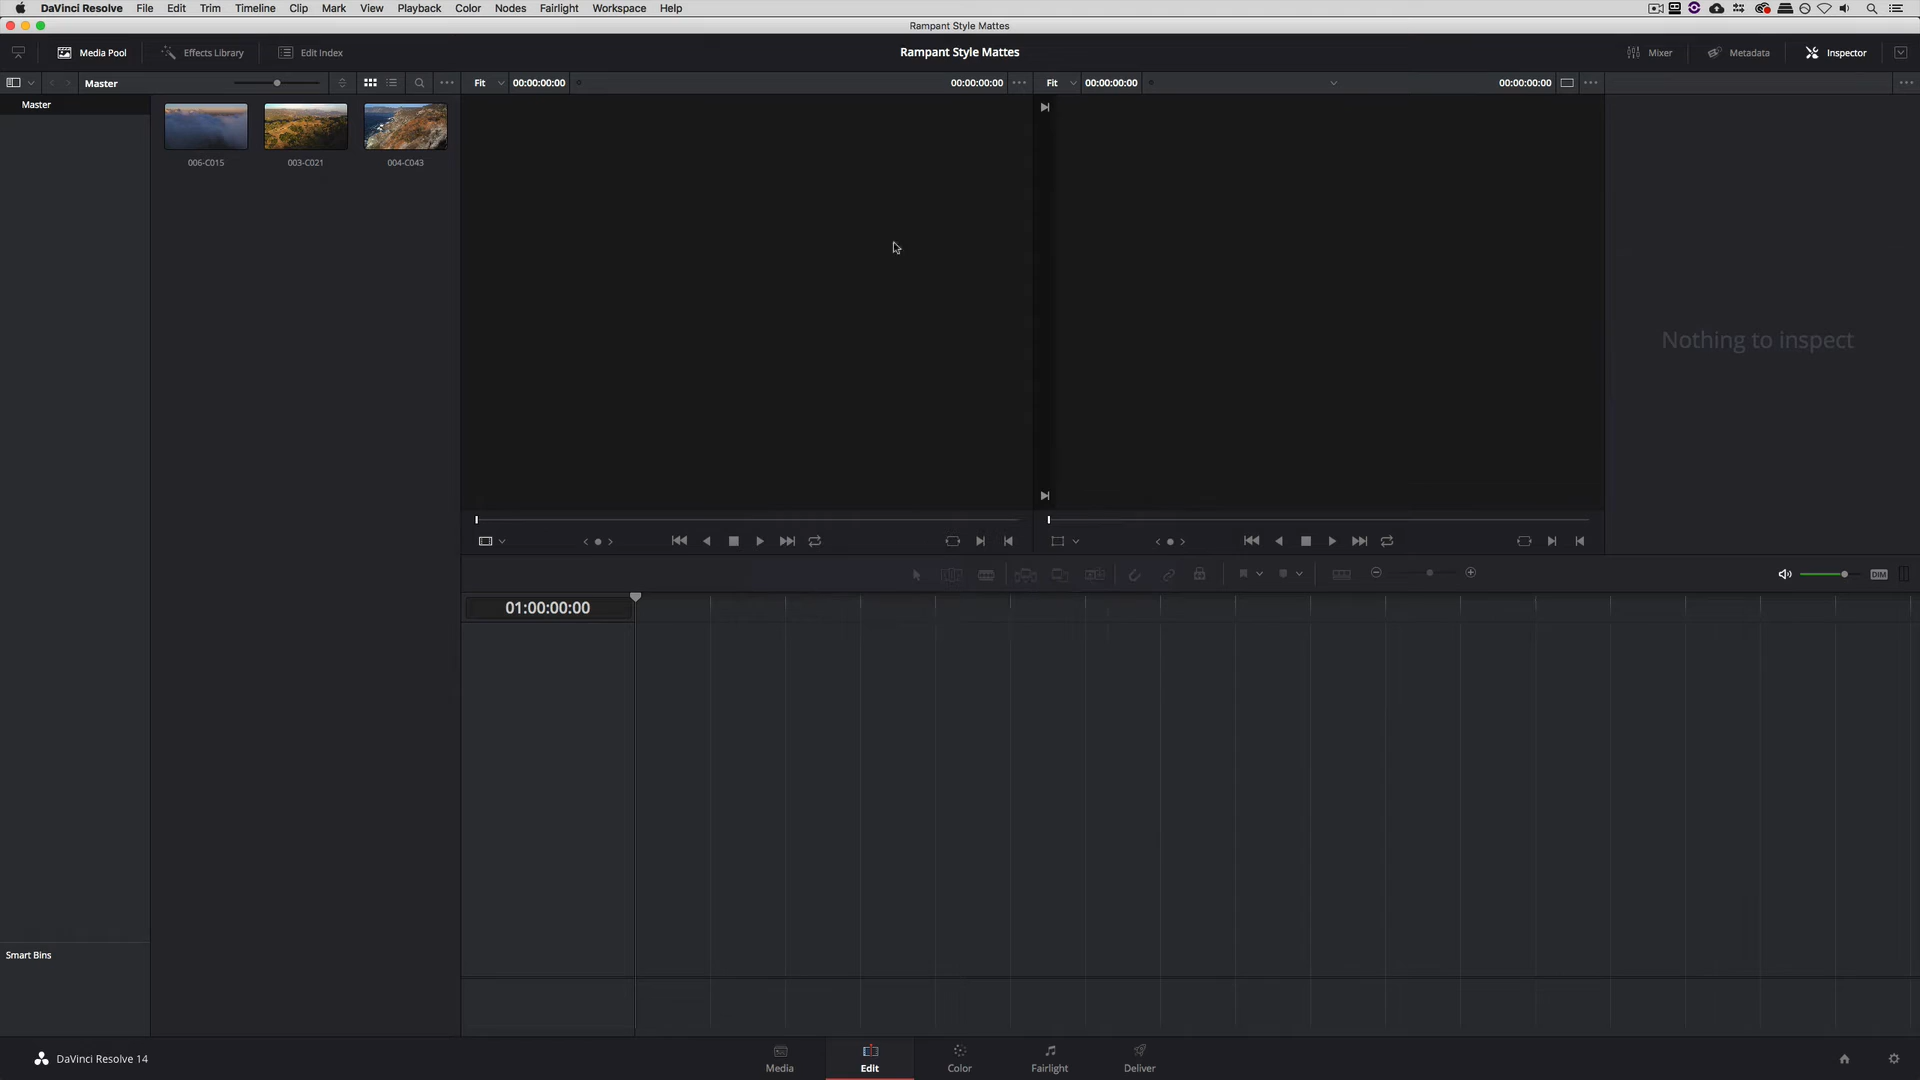 DaVinci Resolve File Edit Trim Timeline Clip Mark View Playback Color Nodes Fairlight Workspace Help
Rampant Style Mattes
Media Pool Effects Library Edit Index Rampant Style Mattes Mixer Metadata Inspector
Master Fit 00:00:00:00 00:00:00:00 Fit 00:00:00:00 00:00:00:00
Master
006-C015 003-C021 004-C043
Nothing to inspect
DIM
01:00:00:00
Smart Bins
DaVinci Resolve 14 Media Edit Color Fairlight Deliver